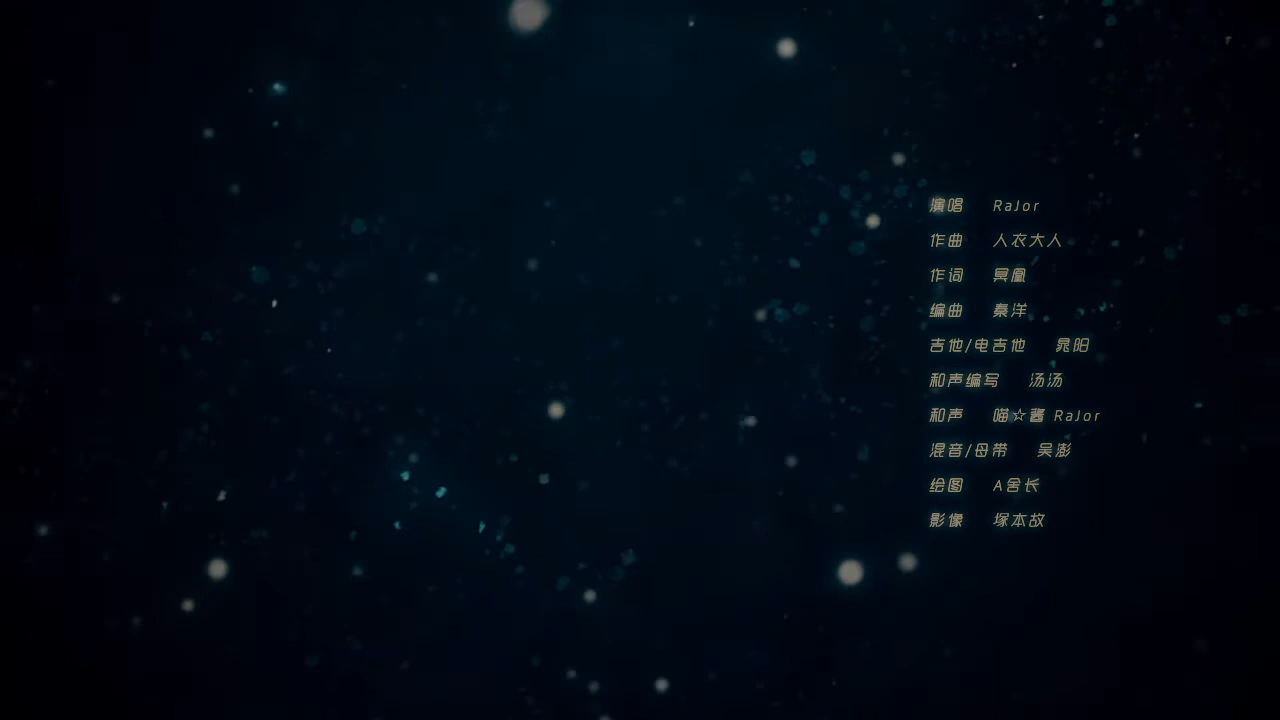 演唱 RaJor
作曲 人衣大人
作词 冥凰
编曲 秦洋
吉他/电吉他 晁阳
和声编写 汤汤
和声 喵☆酱 RaJor
混音/母带 吴澎
绘图 A舍长
影像 塚本故